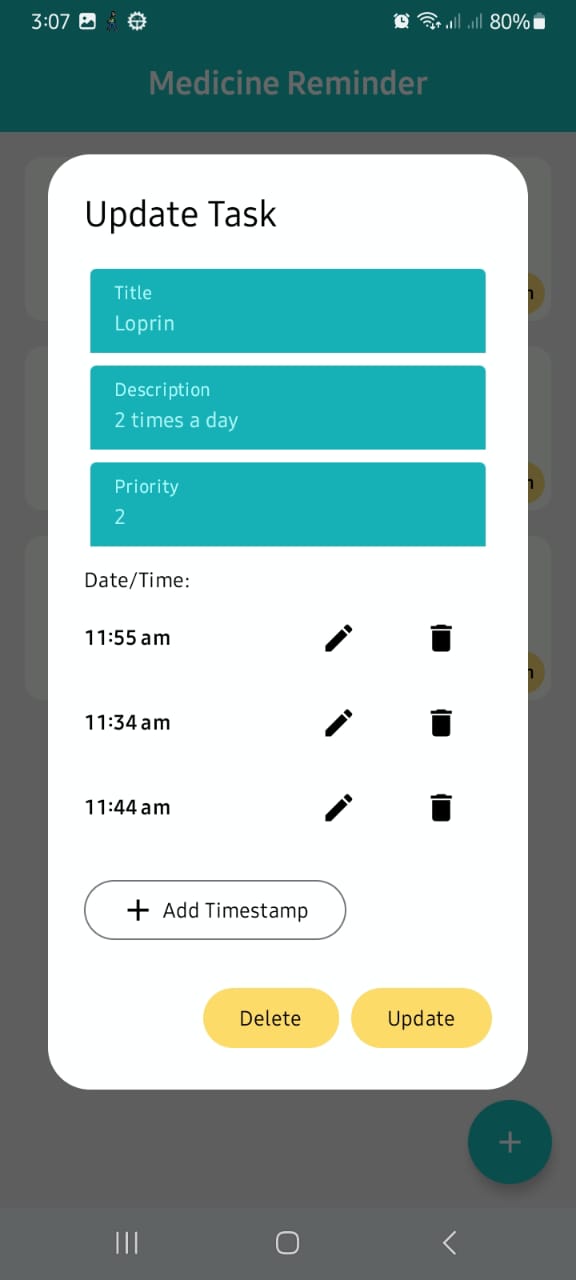 3:07 80%
Medicine Reminder
Update Task
Title
Loprin
Description
2 times a day
Priority
2
Date/Time:
11:55 am
11:34 am
11:44 am
Add Timestamp
Delete Update